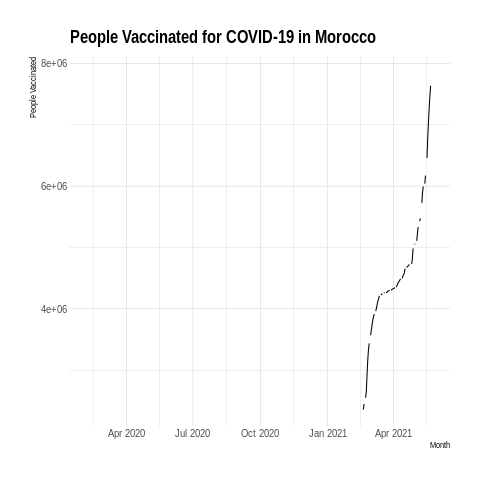 People Vaccinated for COVID-19 in Morocco
People Vaccinated
8e+06
6e+06
4e+06
Apr 2020 Jul 2020 Oct 2020 Jan 2021 Apr 2021
Month